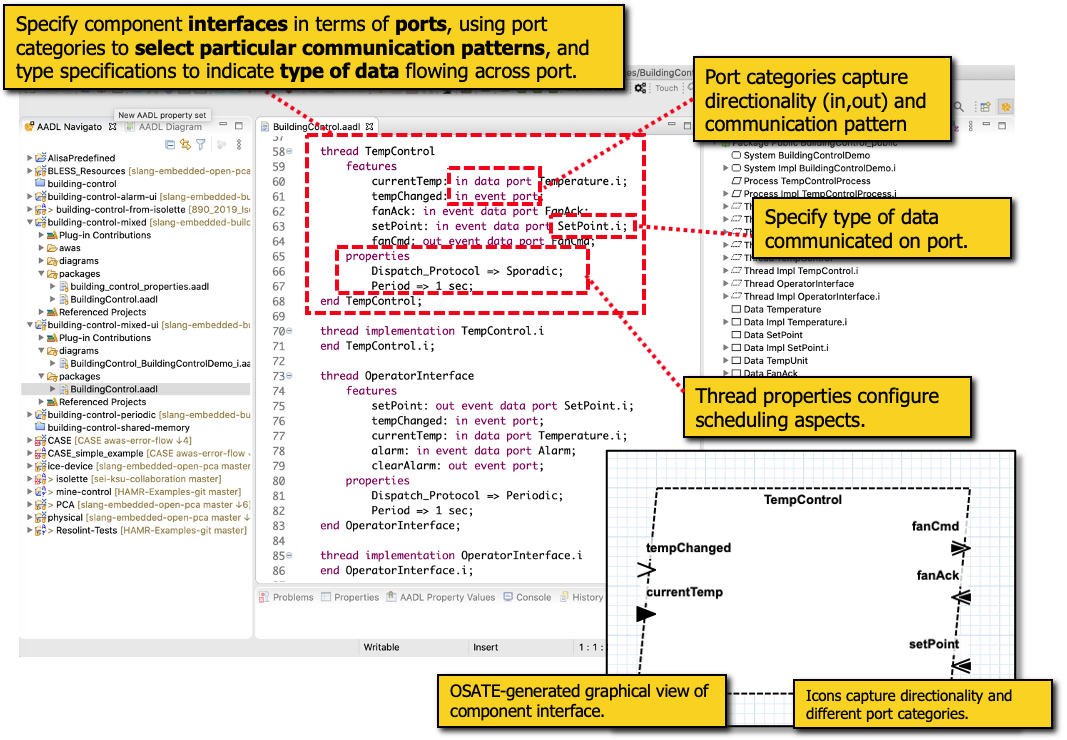 Specify component interfaces in terms of ports, using port
categories to select particular communication patterns, and
type specifications to indicate type of data flowing across port.
es/BuildingCont
Touch
Port categories capture
directionality (in,out) and
communication pattern
New AADL property set
AADL Navigato
AADL Diagram
BuildingControl.aadl
AlisaPredefined
BLESS_Resources [slang-embedded-open-pca
building-control
building-control-alarm-ui [slang-embedded-buil
> building-control-from-isolette [890_2019_Iso
building-control-mixed [slang-embedded-build
Plug-in Contributions
awas
diagrams
packages
building_control_properties.aadl
BuildingControl.aadl
Referenced Projects
building-control-mixed-ui [slang-embedded-bu
Plug-in Contributions
diagrams
BuildingControl_BuildingControlDemo_i.aa
packages
BuildingControl.aadl
Referenced Projects
building-control-periodic [slang-embedded-bu
building-control-shared-memory
CASE [CASE awas-error-flow ↓4]
CASE_simple_example [CASE awas-error-flow ↓
ice-device [slang-embedded-open-pca master
> isolette [sei-ksu-collaboration master]
> mine-control [HAMR-Examples-git master]
> PCA [slang-embedded-open-pca master ↓6]
physical [slang-embedded-open-pca master ↓
> Resolint-Tests [HAMR-Examples-git master]
57
58 thread TempControl
59 features
60 currentTemp: in data port Temperature.i;
61 tempChanged: in event port;
62 fanAck: in event data port FanAck;
63 setPoint: in event data port SetPoint.i;
64 fanCmd: out event data port FanCmd;
65 properties
66 Dispatch_Protocol => Sporadic;
67 Period => 1 sec;
68 end TempControl;
69
70 thread implementation TempControl.i
71 end TempControl.i;
72
73 thread OperatorInterface
74 features
75 setPoint: out event data port SetPoint.i;
76 tempChanged: in event port;
77 currentTemp: in data port Temperature.i;
78 alarm: in event data port Alarm;
79 clearAlarm: out event port;
80 properties
81 Dispatch_Protocol => Periodic;
82 Period => 1 sec;
83 end OperatorInterface;
84
85 thread implementation OperatorInterface.i
86 end OperatorInterface.i;
Package Public BuildingControl_public
System BuildingControlDemo
System Impl BuildingControlDemo.i
Process TempControlProcess
Process Impl TempControlProcess.i
Specify type of data
communicated on port.
Thread TempControl
Thread Impl TempControl.i
Thread OperatorInterface
Thread Impl OperatorInterface.i
Data Temperature
Data Impl Temperature.i
Data SetPoint
Data Impl SetPoint.i
Data TempUnit
Data FanAck
Thread properties configure
scheduling aspects.
Problems
Properties
AADL Property Values
Console
History
Writable
Insert
1 : 1 :
TempControl
fanCmd
tempChanged
fanAck
currentTemp
setPoint
OSATE-generated graphical view of
component interface.
Icons capture directionality and
different port categories.